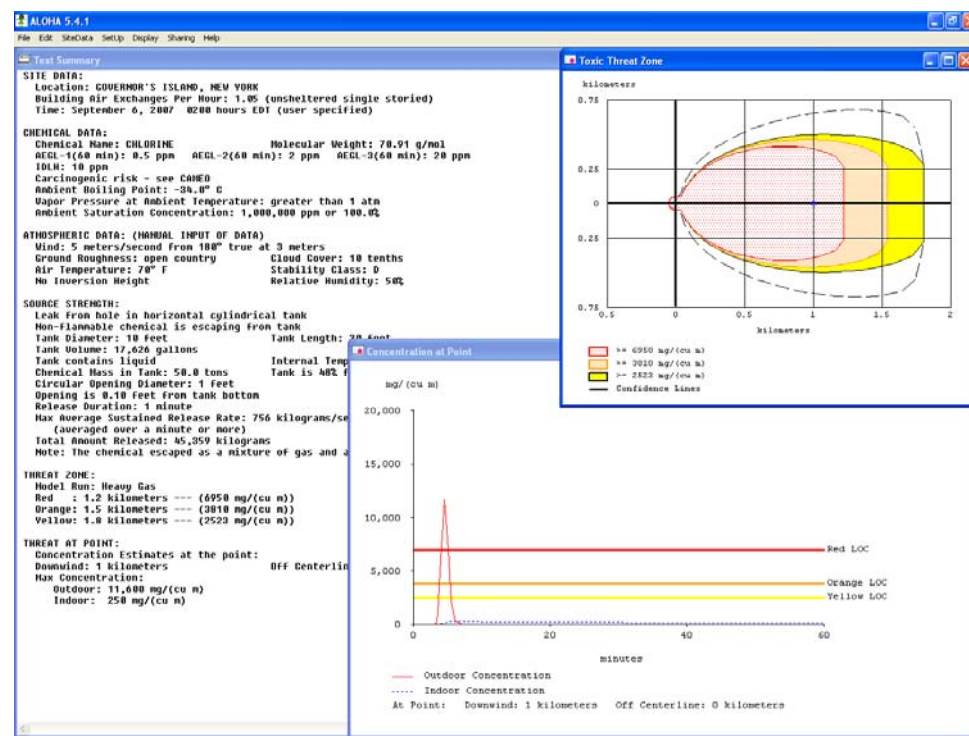 ALOHA 5.4.1
File Edit SiteData SetUp Display Sharing Help
Text Summary
SITE DATA:
Location: GOVERNOR'S ISLAND, NEW YORK
Building Air Exchanges Per Hour: 1.05 (unsheltered single storied)
Time: September 6, 2007 0200 hours EDT (user specified)
CHEMICAL DATA:
Chemical Name: CHLORINE Molecular Weight: 70.91 g/mol
AEGL-1(60 min): 0.5 ppm AEGL-2(60 min): 2 ppm AEGL-3(60 min): 20 ppm
IDLH: 10 ppm
Carcinogenic risk - see CAMEO
Ambient Boiling Point: -34.0° C
Vapor Pressure at Ambient Temperature: greater than 1 atm
Ambient Saturation Concentration: 1,000,000 ppm or 100.0%
ATMOSPHERIC DATA: (MANUAL INPUT OF DATA)
Wind: 5 meters/second from 180° true at 3 meters
Ground Roughness: open country Cloud Cover: 10 tenths
Air Temperature: 70° F Stability Class: D
No Inversion Height Relative Humidity: 50%
SOURCE STRENGTH:
Leak from hole in horizontal cylindrical tank
Non-flammable chemical is escaping from tank
Tank Diameter: 10 feet Tank Length: 30 feet
Tank Volume: 17,626 gallons
Tank contains liquid Internal Temp
Chemical Mass in Tank: 50.0 tons Tank is 48% f
Circular Opening Diameter: 1 feet
Opening is 0.10 feet from tank bottom
Release Duration: 1 minute
Max Average Sustained Release Rate: 756 kilograms/se
(averaged over a minute or more)
Total Amount Released: 45,359 kilograms
Note: The chemical escaped as a mixture of gas and a
THREAT ZONE:
Model Run: Heavy Gas
Red : 1.2 kilometers --- (6950 mg/(cu m))
Orange: 1.5 kilometers --- (3810 mg/(cu m))
Yellow: 1.8 kilometers --- (2523 mg/(cu m))
THREAT AT POINT:
Concentration Estimates at the point:
Downwind: 1 kilometers Off Centerlin
Max Concentration:
Outdoor: 11,600 mg/(cu m)
Indoor: 250 mg/(cu m)
Toxic Threat Zone
kilometers
0.75
0.25
0
0.25
0.75
0.5 0 0.5 1 1.5 2
kilometers
>= 6950 mg/(cu m)
>= 3810 mg/(cu m)
>= 2523 mg/(cu m)
Confidence Lines
Concentration at Point
mg/(cu m)
20,000
15,000
10,000
5,000
0
0 20 40 60
Red LOC
Orange LOC
Yellow LOC
minutes
Outdoor Concentration
Indoor Concentration
At Point: Downwind: 1 kilometers Off Centerline: 0 kilometers